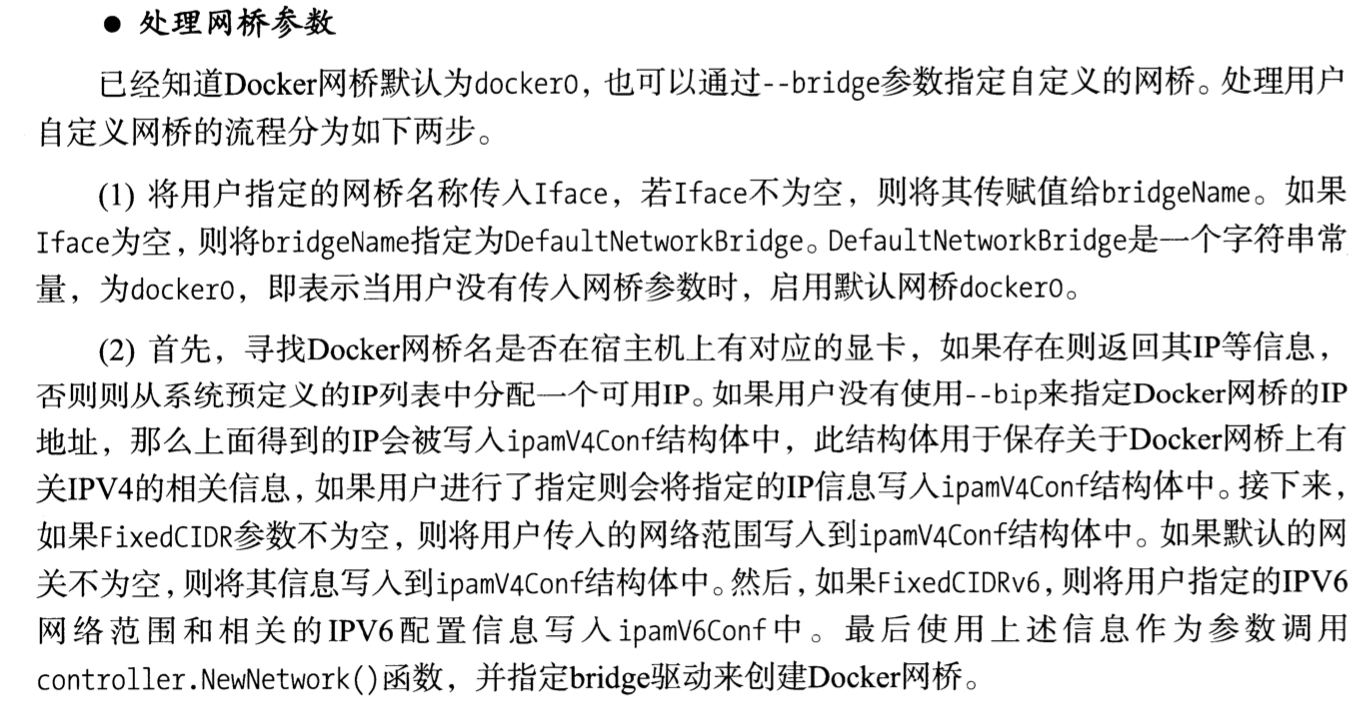 ● 处理网桥参数
已经知道Docker网桥默认为docker0，也可以通过--bridge参数指定自定义的网桥。处理用户
自定义网桥的流程分为如下两步。
(1) 将用户指定的网桥名称传入Iface，若Iface不为空，则将其传赋值给bridgeName。如果
Iface为空，则将bridgeName指定为DefaultNetworkBridge。DefaultNetworkBridge是一个字符串常
量，为docker0，即表示当用户没有传入网桥参数时，启用默认网桥docker0。
(2) 首先，寻找Docker网桥名是否在宿主机上有对应的显卡，如果存在则返回其IP等信息，
否则则从系统预定义的IP列表中分配一个可用IP。如果用户没有使用--bip来指定Docker网桥的IP
地址，那么上面得到的IP会被写入ipamV4Conf结构体中，此结构体用于保存关于Docker网桥上有
关IPV4的相关信息，如果用户进行了指定则会将指定的IP信息写入ipamV4Conf结构体中。接下来，
如果FixedCIDR参数不为空，则将用户传入的网络范围写入到ipamV4Conf结构体中。如果默认的网
关不为空，则将其信息写入到ipamV4Conf结构体中。然后，如果FixedCIDRv6，则将用户指定的IPV6
网络范围和相关的IPV6配置信息写入ipamV6Conf中。最后使用上述信息作为参数调用
controller.NewNetwork()函数，并指定bridge驱动来创建Docker网桥。